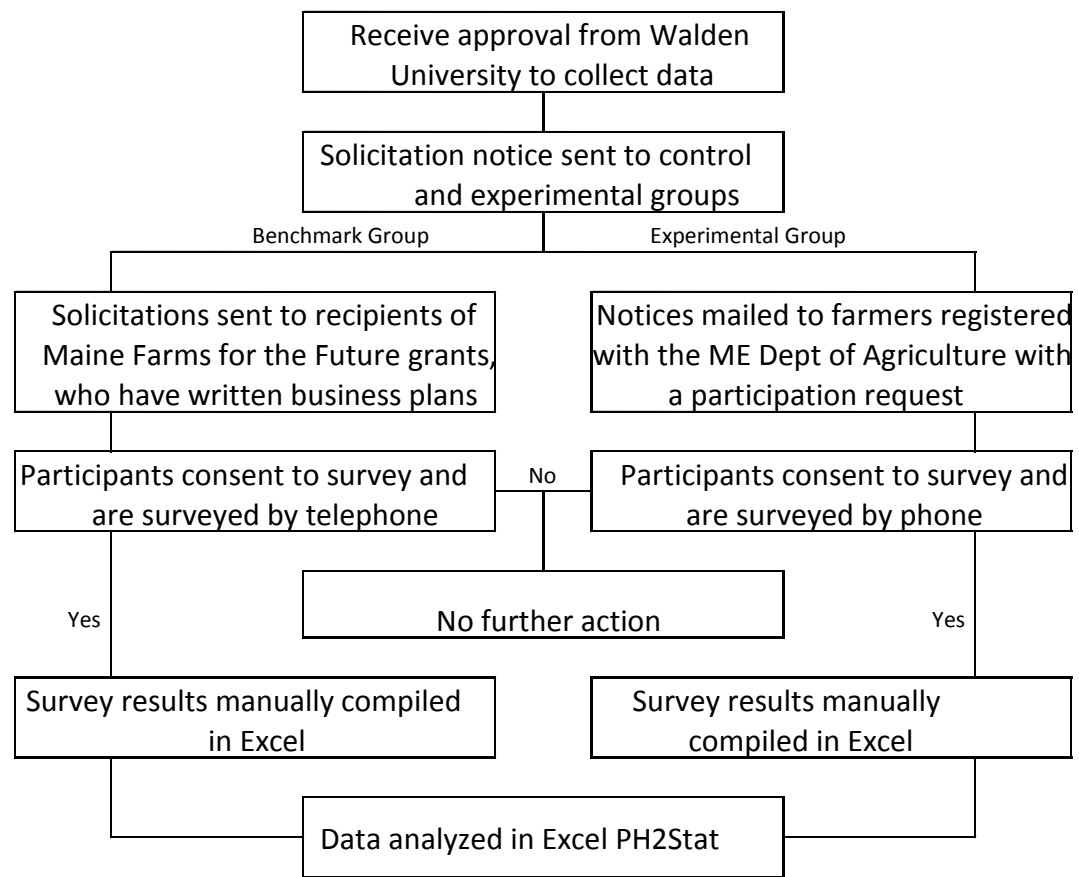 Receive approval from Walden
University to collect data
Solicitation notice sent to control
and experimental groups
Benchmark Group
Experimental Group
Solicitations sent to recipients of
Maine Farms for the Future grants,
who have written business plans
Notices mailed to farmers registered
with the ME Dept of Agriculture with
a participation request
Participants consent to survey and
are surveyed by telephone
No
Participants consent to survey and
are surveyed by phone
No further action
Yes
Yes
Survey results manually compiled
in Excel
Survey results manually
compiled in Excel
Data analyzed in Excel PH2Stat